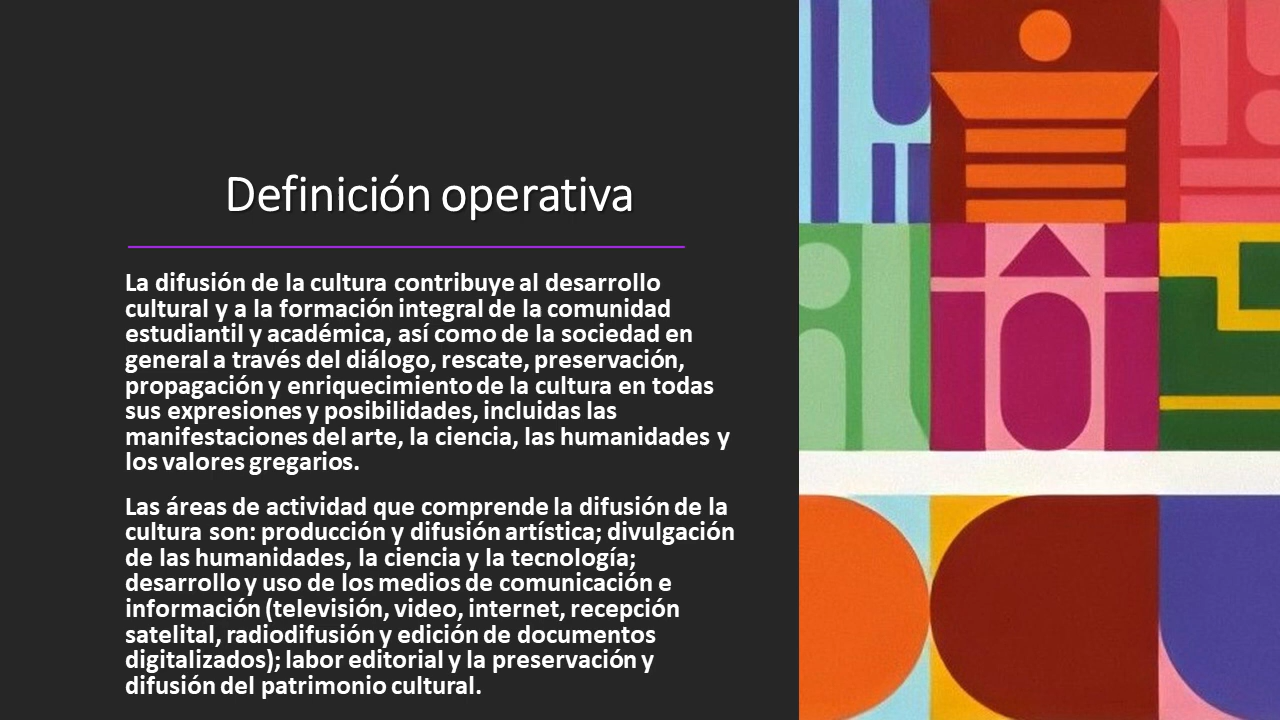 Definición operativa
La difusión de la cultura contribuye al desarrollo
cultural y a la formación integral de la comunidad
estudiantil y académica, así como de la sociedad en
general a través del diálogo, rescate, preservación,
propagación y enriquecimiento de la cultura en todas
sus expresiones y posibilidades, incluidas las
manifestaciones del arte, la ciencia, las humanidades y
los valores gregarios.
Las áreas de actividad que comprende la difusión de la
cultura son: producción y difusión artística; divulgación
de las humanidades, la ciencia y la tecnología;
desarrollo y uso de los medios de comunicación e
información (televisión, video, internet, recepción
satelital, radiodifusión y edición de documentos
digitalizados); labor editorial y la preservación y
difusión del patrimonio cultural.